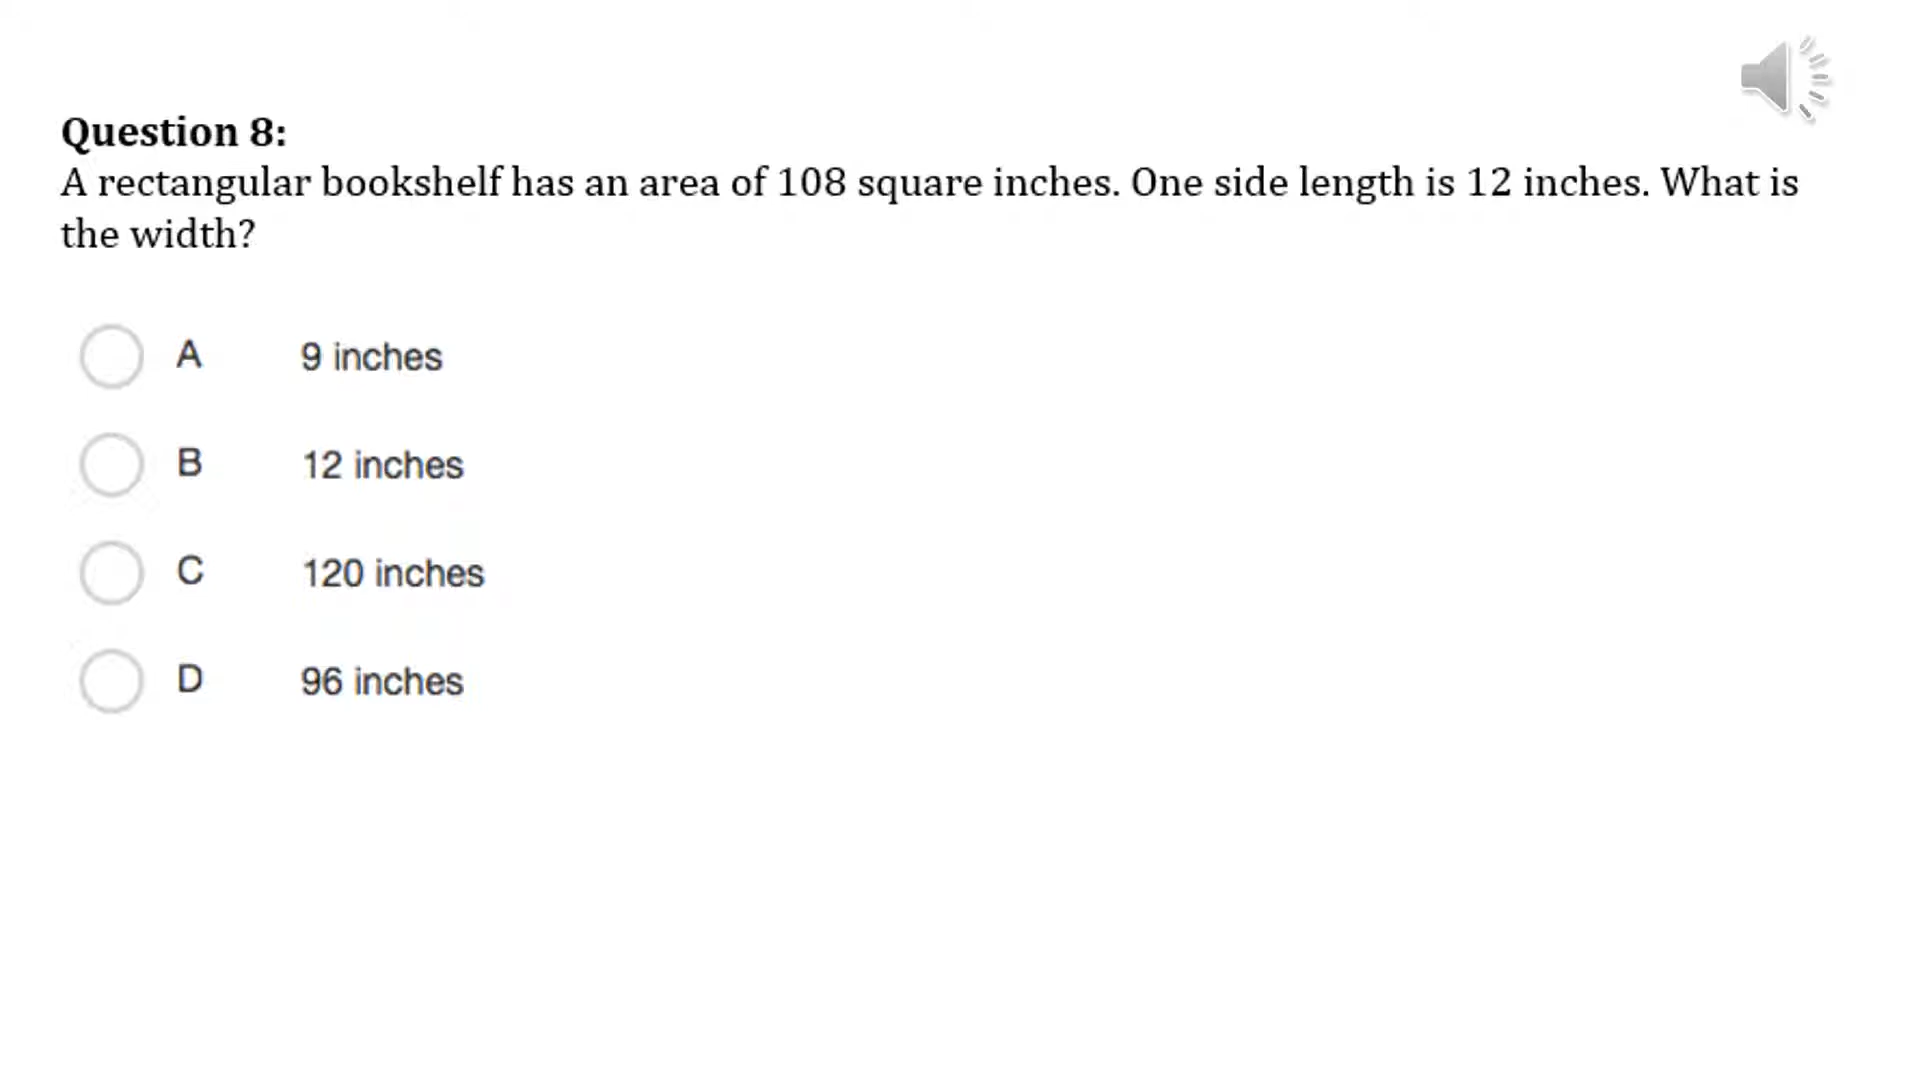 Question 8:
A rectangular bookshelf has an area of 108 square inches. One side length is 12 inches. What is
the width?
A 9 inches
B 12 inches
C 120 inches
D 96 inches